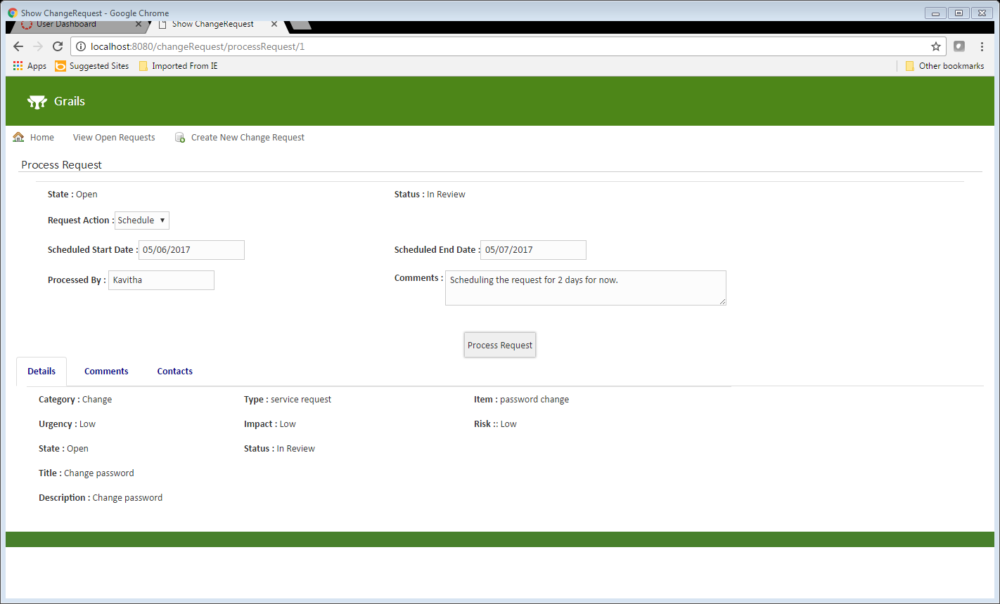 Show ChangeRequest - Google Chrome
User Dashboard Show ChangeRequest
localhost:8080/changeRequest/processRequest/1
Apps Suggested Sites Imported From IE Other bookmarks
Grails
Home View Open Requests Create New Change Request
Process Request
State : Open Status : In Review
Request Action : Schedule
Scheduled Start Date : 05/06/2017 Scheduled End Date : 05/07/2017
Processed By : Kavitha Comments : Scheduling the request for 2 days for now.
Process Request
Details Comments Contacts
Category : Change Type : service request Item : password change
Urgency : Low Impact : Low Risk :: Low
State : Open Status : In Review
Title : Change password
Description : Change password